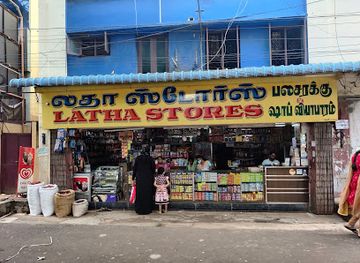 லதா ஸ்டோர்ஸ் பலசரக்கு
LATHA STORES ஷாப் வியாபாரம்